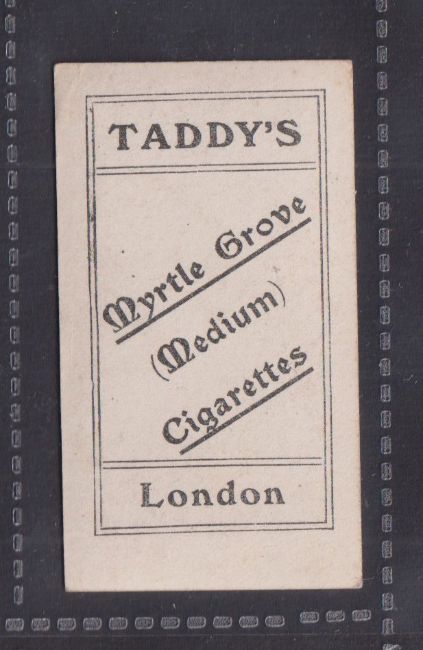 TADDY'S
Myrtle Grove
(Medium)
Cigarettes
London